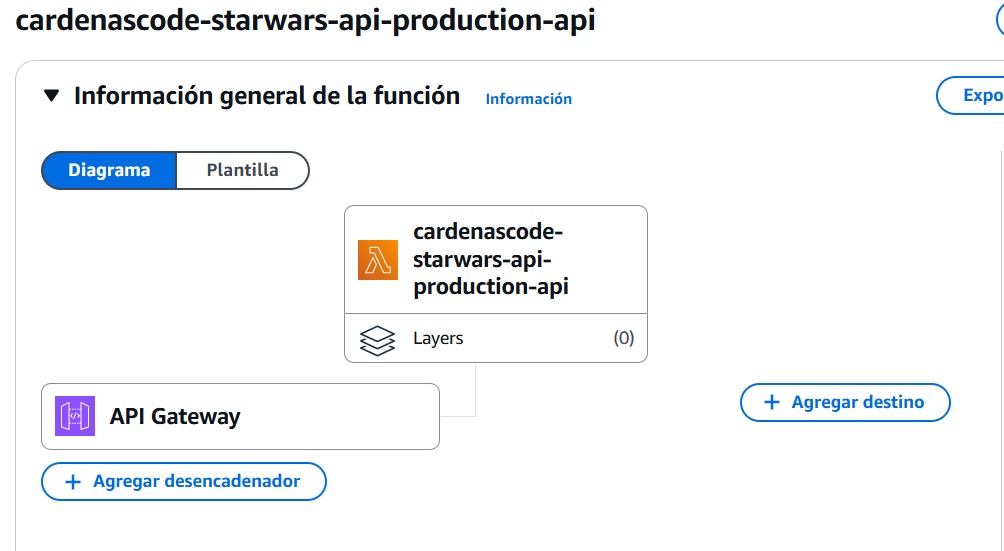 cardenascode-starwars-api-production-api
Información general de la función
Información
Expo
Diagrama
Plantilla
cardenascode-
starwars-api-
production-api
Layers
(0)
API Gateway
Agregar destino
Agregar desencadenador